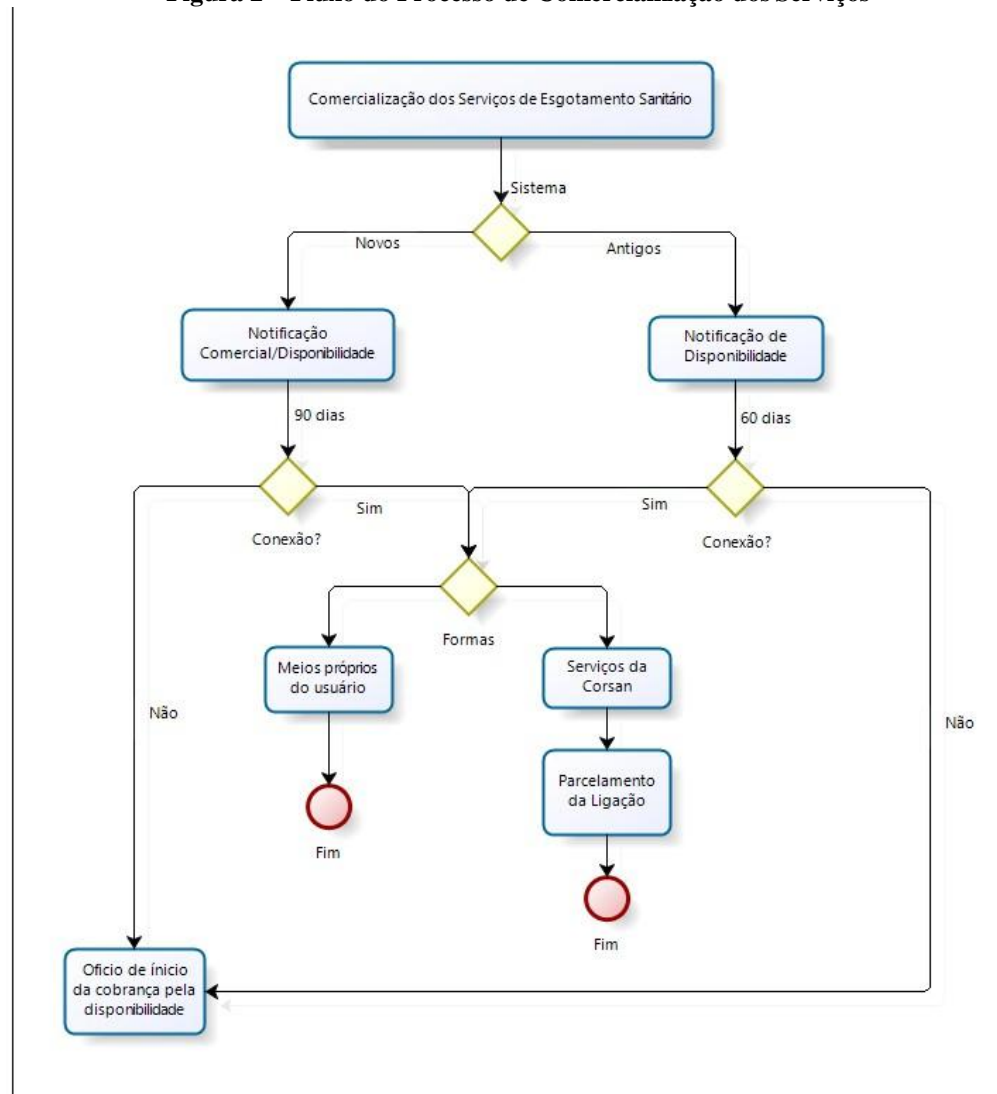 Comercialização dos Serviços de Esgotamento Sanitário
Sistema
Novos
Antigos
Notificação
Comercial/Disponibilidade
Notificação de
Disponibilidade
90 dias
60 dias
Sim
Sim
Conexão?
Conexão?
Formas
Meios próprios
do usuário
Serviços da
Corsan
Não
Não
Parcelamento
da Ligação
Fim
Fim
Oficio de ínicio
da cobrança pela
disponibilidade